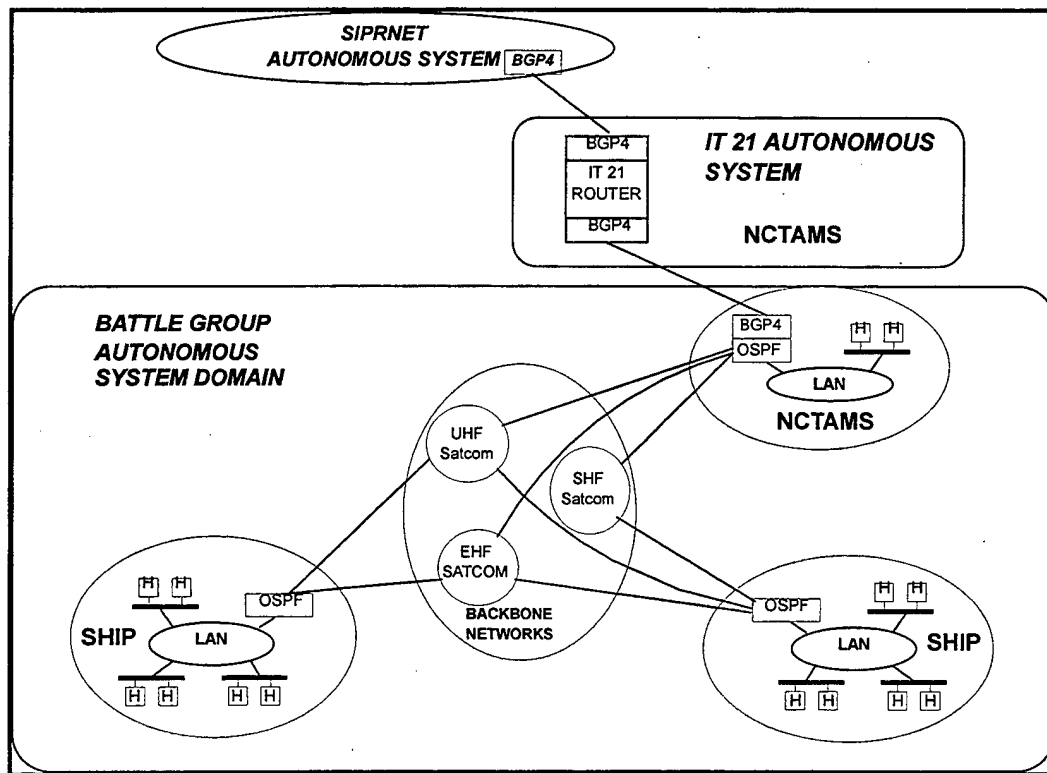 SIPRNET
AUTONOMOUS SYSTEM
BGP4
BGP4
IT 21
ROUTER
BGP4
IT 21 AUTONOMOUS
SYSTEM
NCTAMS
BATTLE GROUP
AUTONOMOUS
SYSTEM DOMAIN
BGP4
OSPF
H H
LAN
NCTAMS
UHF
Satcom
SHF
Satcom
EHF
SATCOM
BACKBONE
NETWORKS
H H
OSPF
SHIP
LAN
H H
H H
OSPF
H H
LAN
SHIP
H H
H H